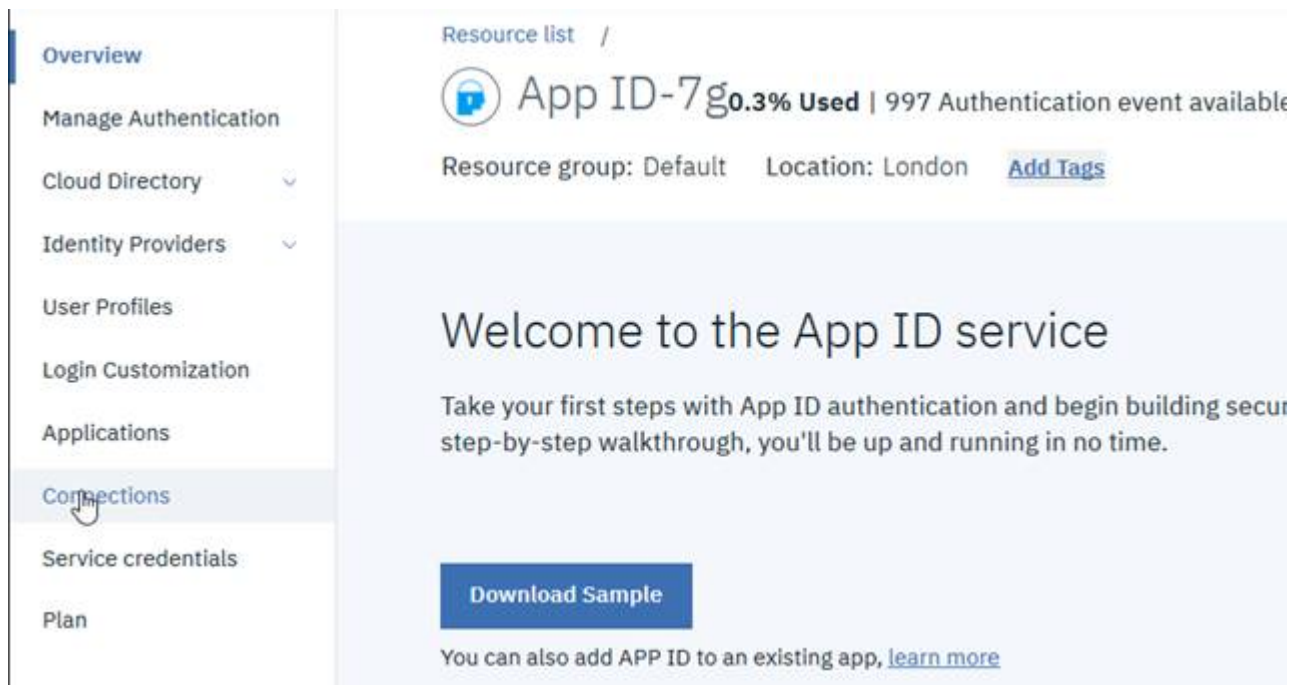 Overview
Manage Authentication
Cloud Directory
Identity Providers
User Profiles
Login Customization
Applications
Connections
Service credentials
Plan
Resource list /
App ID-7g 0.3% Used | 997 Authentication event available
Resource group: Default Location: London Add Tags
Welcome to the App ID service
Take your first steps with App ID authentication and begin building secur
step-by-step walkthrough, you'll be up and running in no time.
Download Sample
You can also add APP ID to an existing app, learn more